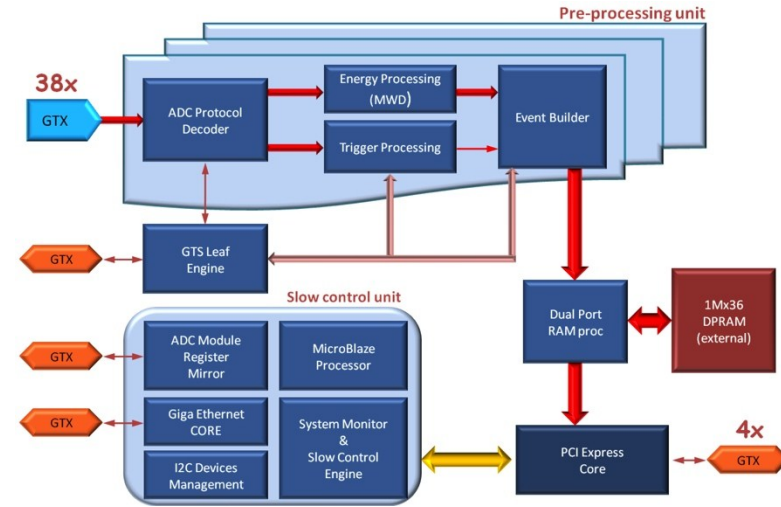 Pre-processing unit
38x
GTX
ADC Protocol
Decoder
Energy Processing
(MWD)
Trigger Processing
Event Builder
GTX
GTS Leaf
Engine
Slow control unit
Dual Port
RAM proc
1Mx36
DPRAM
(external)
GTX
ADC Module
Register
Mirror
MicroBlaze
Processor
GTX
Giga Ethernet
CORE
System Monitor
&
Slow Control
Engine
I2C Devices
Management
PCI Express
Core
4x
GTX